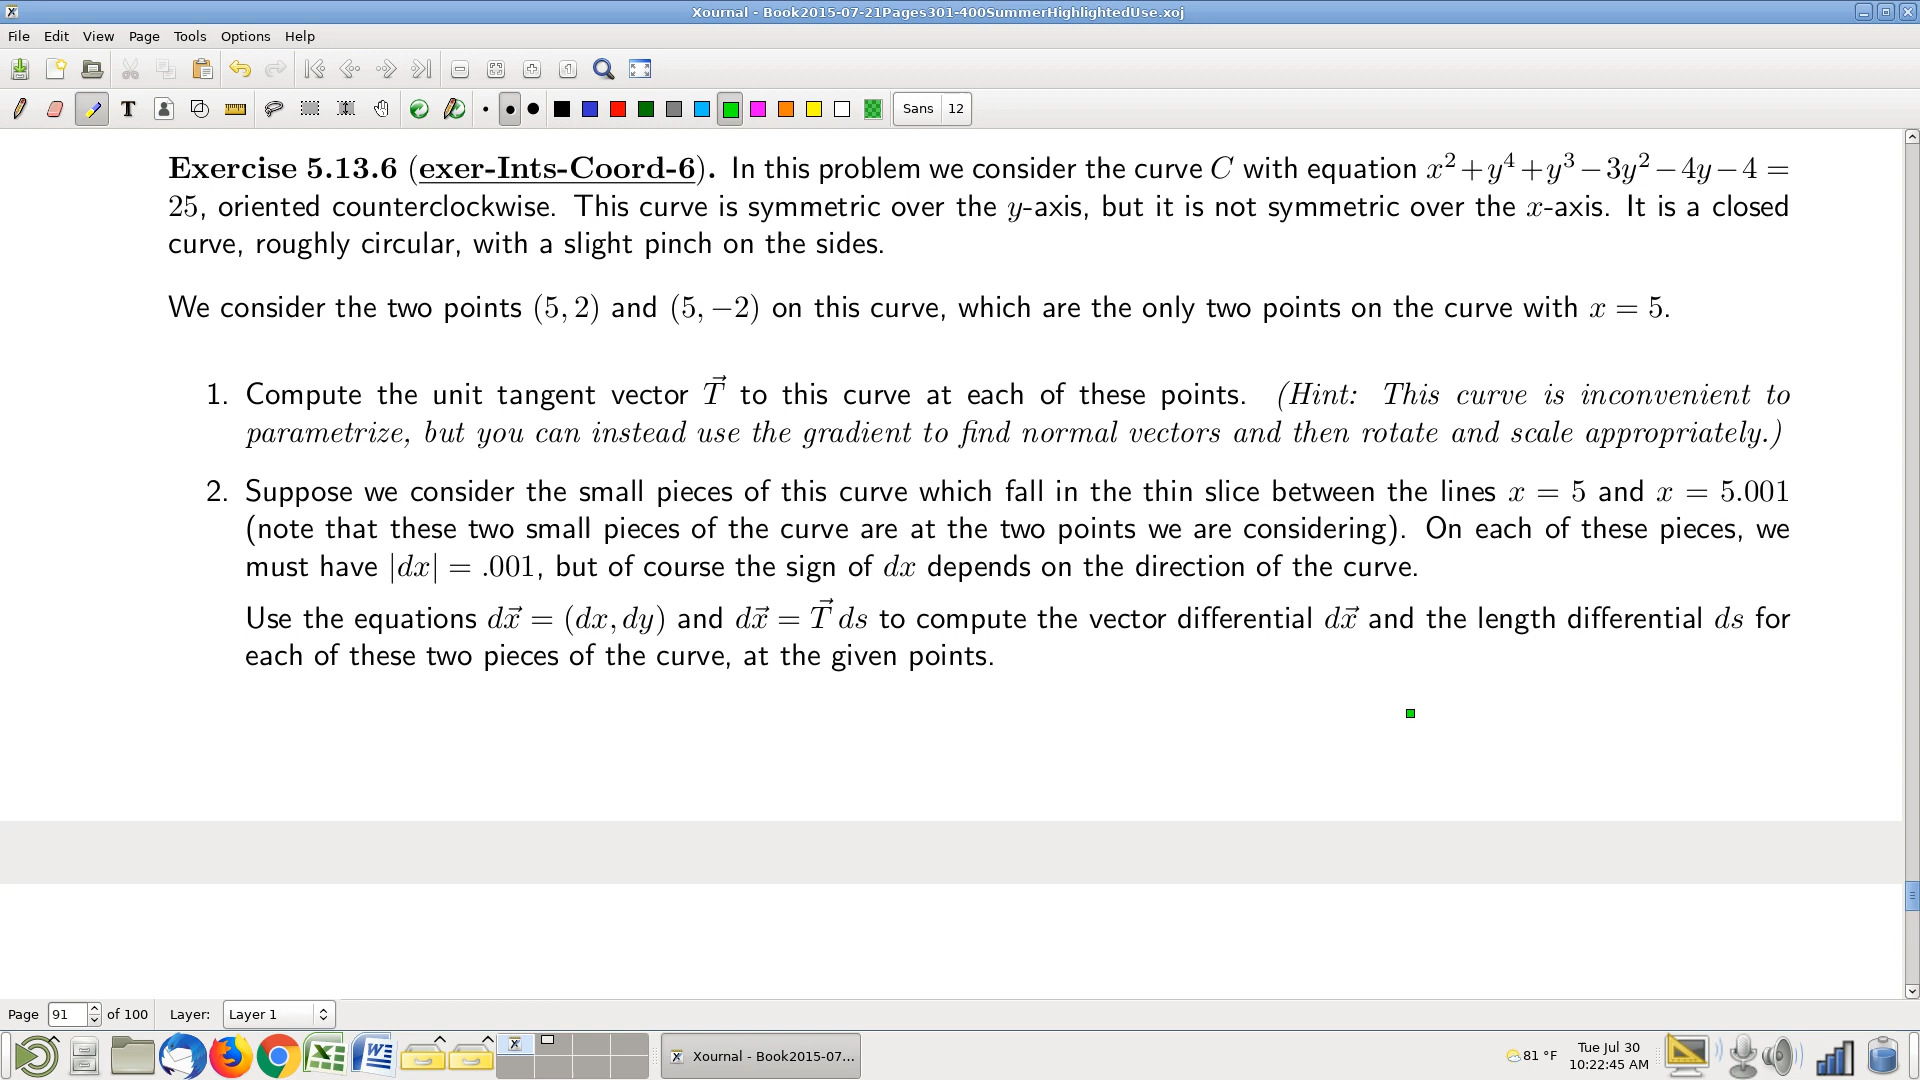 Xournal - Book2015-07-21Pages301-400SummerHighlightedUse.xoj
File Edit View Page Tools Options Help
T Sans 12
Exercise 5.13.6 (exer-Ints-Coord-6). In this problem we consider the curve C with equation x² + y⁴ + y³ − 3y² − 4y − 4 =
25, oriented counterclockwise. This curve is symmetric over the y-axis, but it is not symmetric over the x-axis. It is a closed
curve, roughly circular, with a slight pinch on the sides.
We consider the two points (5, 2) and (5, −2) on this curve, which are the only two points on the curve with x = 5.
1. Compute the unit tangent vector T⃗ to this curve at each of these points. (Hint: This curve is inconvenient to
parametrize, but you can instead use the gradient to find normal vectors and then rotate and scale appropriately.)
2. Suppose we consider the small pieces of this curve which fall in the thin slice between the lines x = 5 and x = 5.001
(note that these two small pieces of the curve are at the two points we are considering). On each of these pieces, we
must have |dx| = .001, but of course the sign of dx depends on the direction of the curve.
Use the equations dx⃗ = (dx, dy) and dx⃗ = T⃗ ds to compute the vector differential dx⃗ and the length differential ds for
each of these two pieces of the curve, at the given points.
Page 91 of 100 Layer: Layer 1
Xournal - Book2015-07...
81 °F
Tue Jul 30
10:22:45 AM